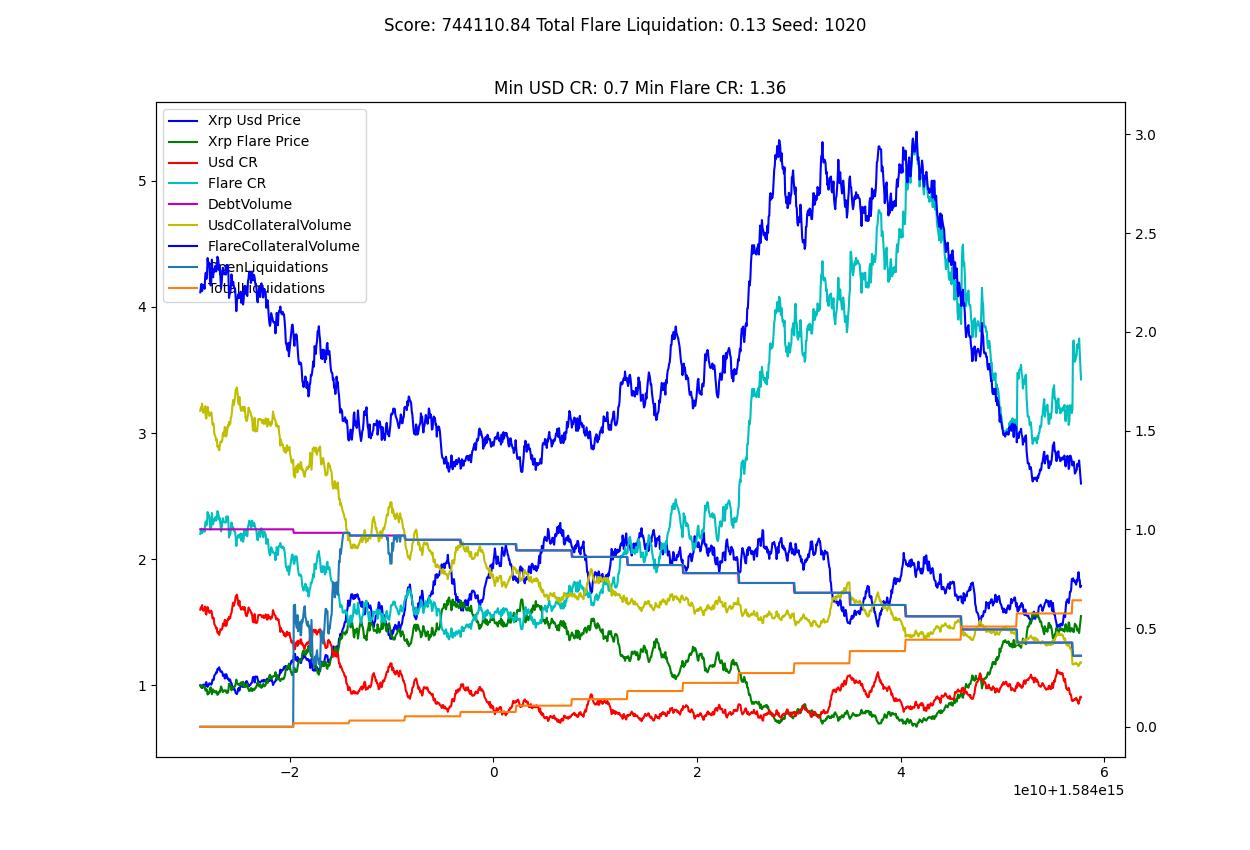 Score: 744110.84 Total Flare Liquidation: 0.13 Seed: 1020
Min USD CR: 0.7 Min Flare CR: 1.36
Xrp Usd Price
Xrp Flare Price
Usd CR
Flare CR
DebtVolume
UsdCollateralVolume
FlareCollateralVolume
OpenLiquidations
TotalLiquidations
5
4
3
2
1
3.0
2.5
2.0
1.5
1.0
0.5
0.0
−2
0
2
4
6
1e10+1.584e15